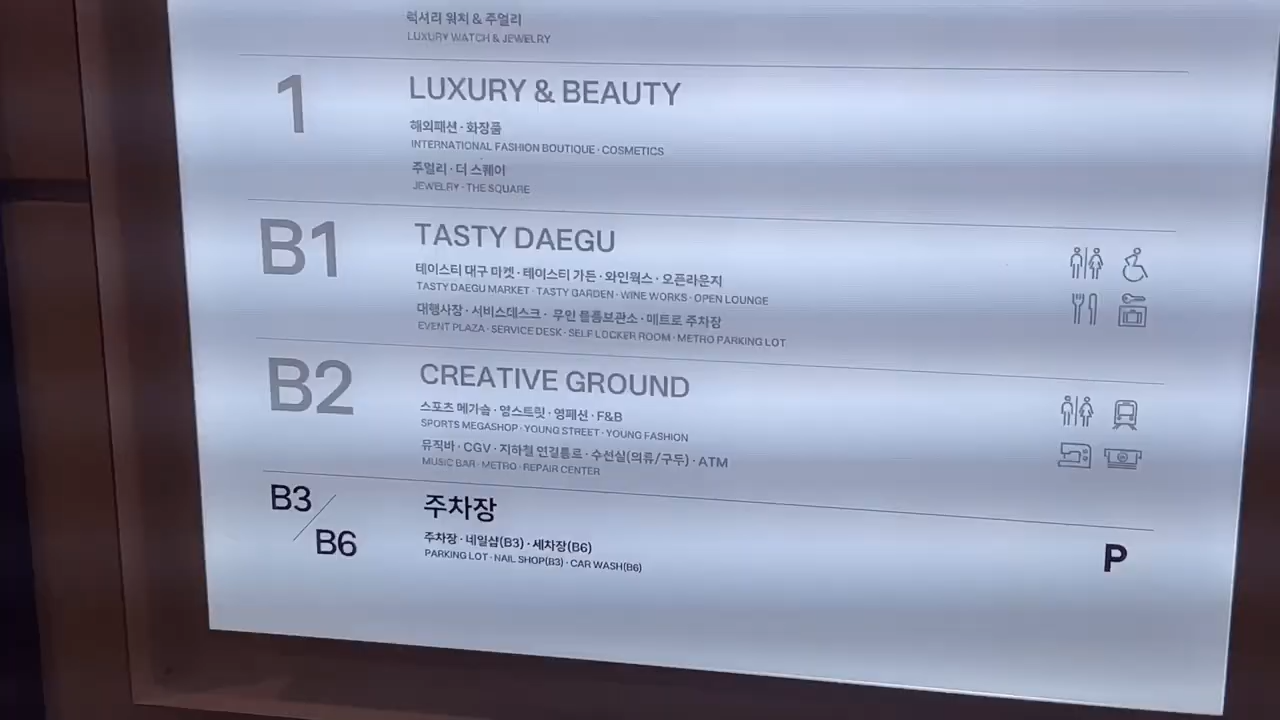 럭셔리 워치 & 주얼리
LUXURY WATCH & JEWELRY
1
LUXURY & BEAUTY
해외패션 · 화장품
INTERNATIONAL FASHION BOUTIQUE · COSMETICS
주얼리 · 더 스퀘어
JEWELRY · THE SQUARE
B1
TASTY DAEGU
테이스티 대구 마켓 · 테이스티 가든 · 와인웍스 · 오픈라운지
TASTY DAEGU MARKET · TASTY GARDEN · WINE WORKS · OPEN LOUNGE
대행사장 · 서비스데스크 · 무인 물품보관소 · 메트로 주차장
EVENT PLAZA · SERVICE DESK · SELF LOCKER ROOM · METRO PARKING LOT
B2
CREATIVE GROUND
스포츠 메가숍 · 영스트릿 · 영패션 · F&B
SPORTS MEGASHOP · YOUNG STREET · YOUNG FASHION
뮤직바 · CGV · 지하철 연결통로 · 수선실(의류/구두) · ATM
MUSIC BAR · METRO · REPAIR CENTER
B3/B6
주차장
주차장 · 네일샵(B3) · 세차장(B6)
PARKING LOT · NAIL SHOP(B3) · CAR WASH(B6)
P